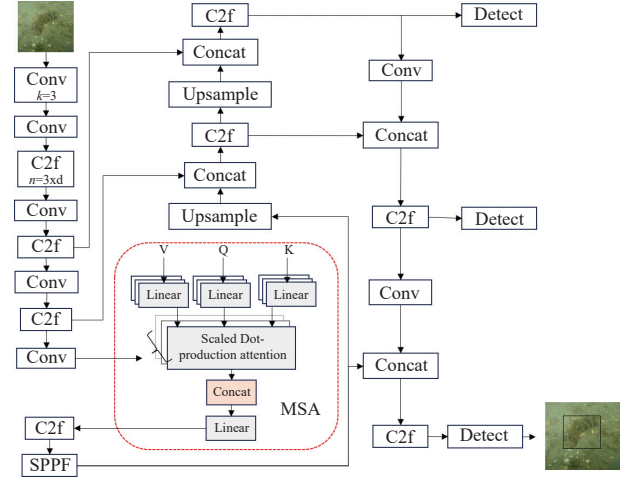 Conv
k=3
Conv
C2f
n=3xd
Conv
C2f
Conv
C2f
Conv
C2f
SPPF
C2f
Concat
Upsample
C2f
Concat
Upsample
V Q K
Linear Linear Linear
Scaled Dot-
production attention
Concat
Linear
MSA
Detect
Conv
Concat
C2f
Detect
Conv
Concat
C2f
Detect